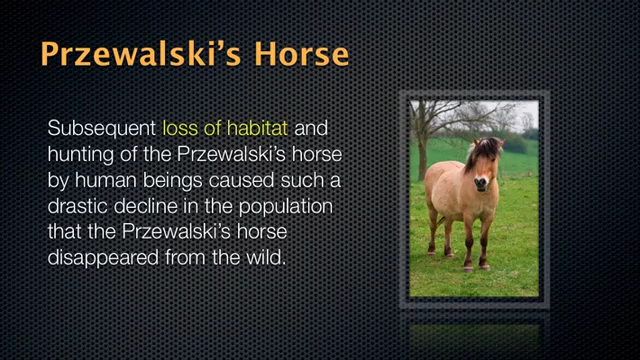 Przewalski’s Horse
Subsequent loss of habitat and
hunting of the Przewalski’s horse
by human beings caused such a
drastic decline in the population
that the Przewalski’s horse
disappeared from the wild.